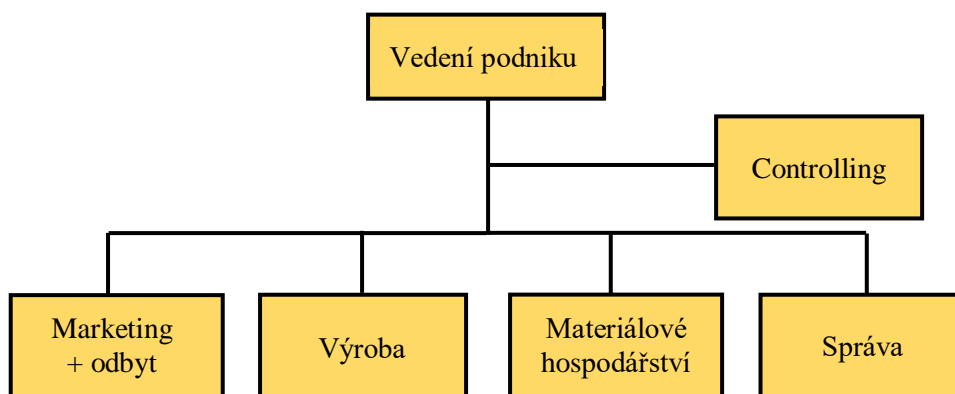 Vedení podniku
Controlling
Marketing
+ odbyt
Výroba
Materiálové
hospodářství
Správa